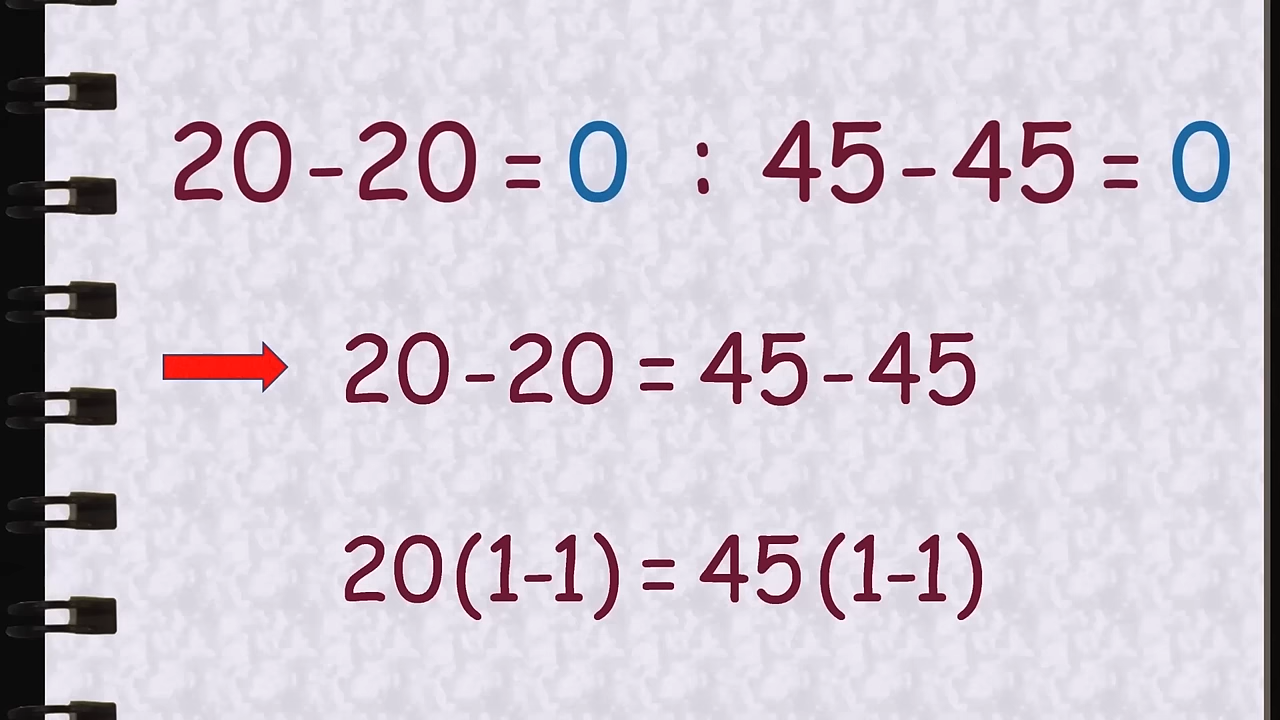 20-20 = 0 : 45-45 = 0
20-20 = 45-45
20(1-1) = 45(1-1)